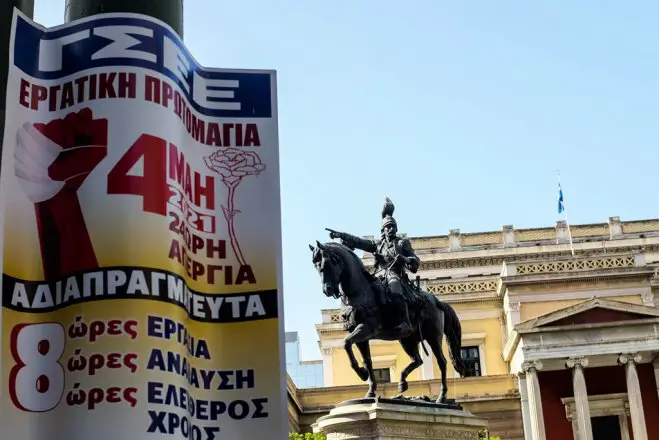 ΓΣΕΕ
ΕΡΓΑΤΙΚΗ ΠΡΩΤΟΜΑΓΙΑ
4 ΜΑΗ
2021
24ΩΡΗ
ΑΠΕΡΓΙΑ
ΑΔΙΑΠΡΑΓΜΑΤΕΥΤΑ
8 ώρες ΕΡΓΑΣΙΑ
ώρες ΑΝΑΠΑΥΣΗ
ώρες ΕΛΕΥΘΕΡΟΣ
ΧΡΟΝΟΣ